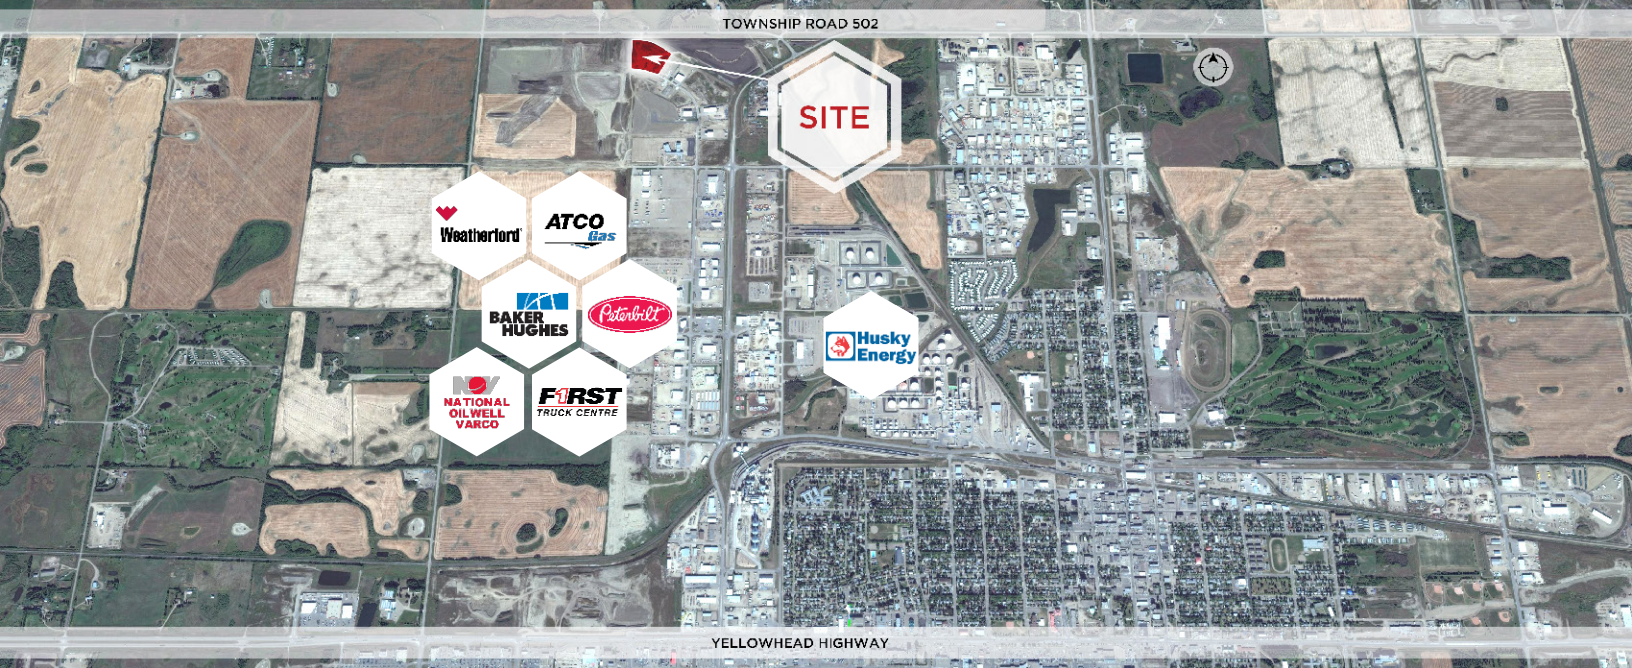 TOWNSHIP ROAD 502
SITE
Weatherford
ATCO
Gas
BAKER
HUGHES
Peterbilt
Husky
Energy
NOV
NATIONAL
OILWELL
VARCO
F1RST
TRUCK CENTRE
YELLOWHEAD HIGHWAY